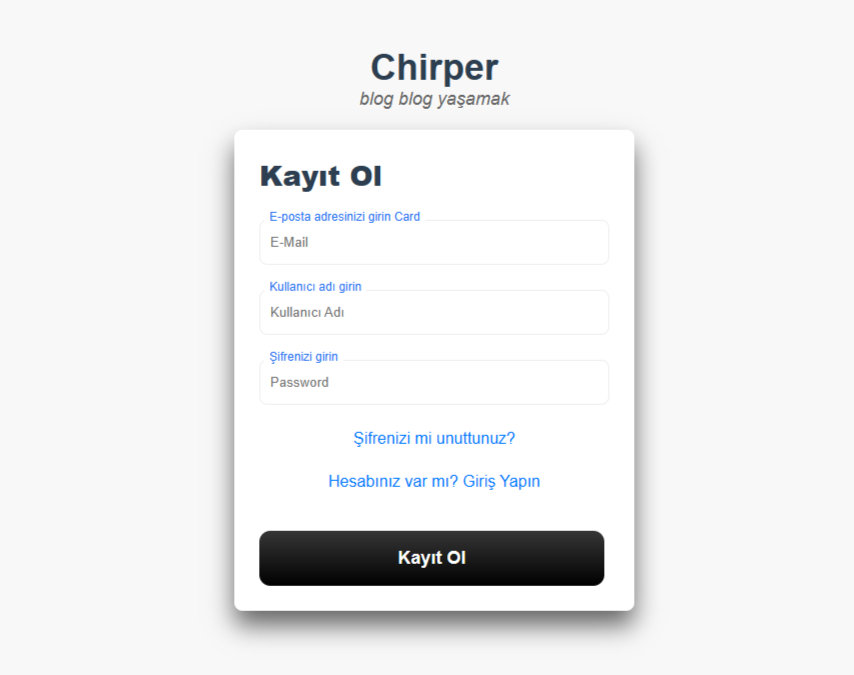 Chirper
blog blog yaşamak
Kayıt Ol
E-posta adresinizi girin Card
E-Mail
Kullanıcı adı girin
Kullanıcı Adı
Şifrenizi girin
Password
Şifrenizi mi unuttunuz?
Hesabınız var mı? Giriş Yapın
Kayıt Ol